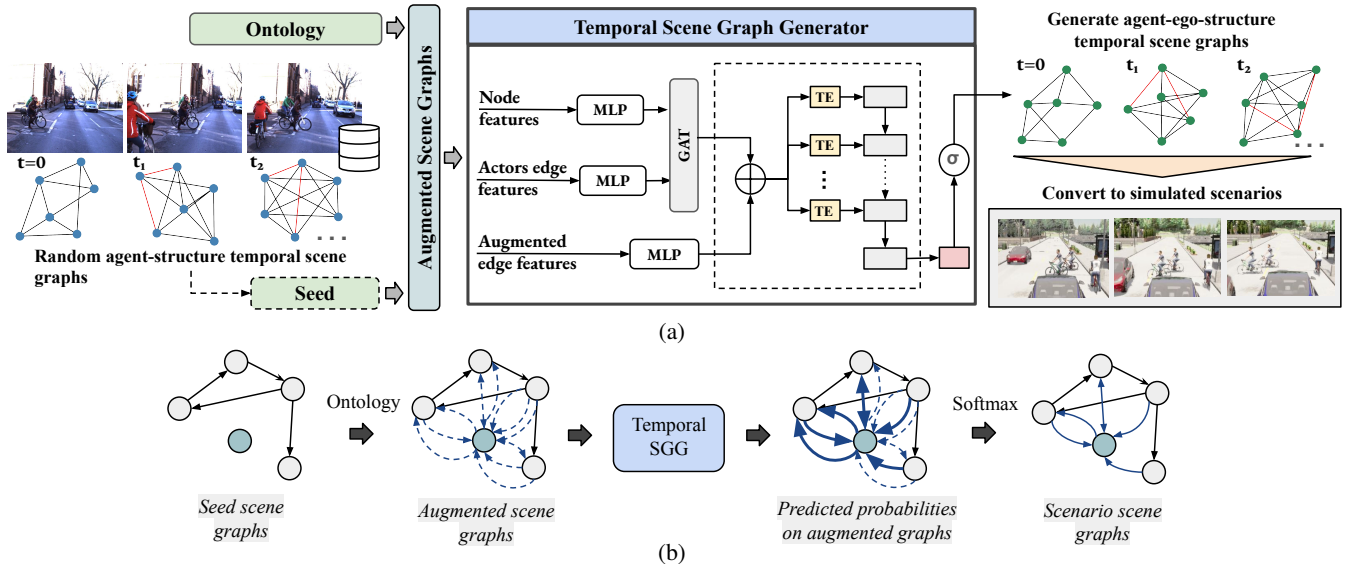 Ontology
t=0
t₁
t₂
...
Random agent-structure temporal scene
graphs
Seed
Augmented Scene Graphs
Temporal Scene Graph Generator
Node
features
MLP
Actors edge
features
MLP
GAT
Augmented
edge features
MLP
TE
TE
⋮
TE
σ
Generate agent-ego-structure
temporal scene graphs
t=0
t₁
t₂
...
Convert to simulated scenarios
(a)
Ontology
Temporal
SGG
Softmax
Seed scene
graphs
Augmented scene
graphs
Predicted probabilities
on augmented graphs
Scenario scene
graphs
(b)